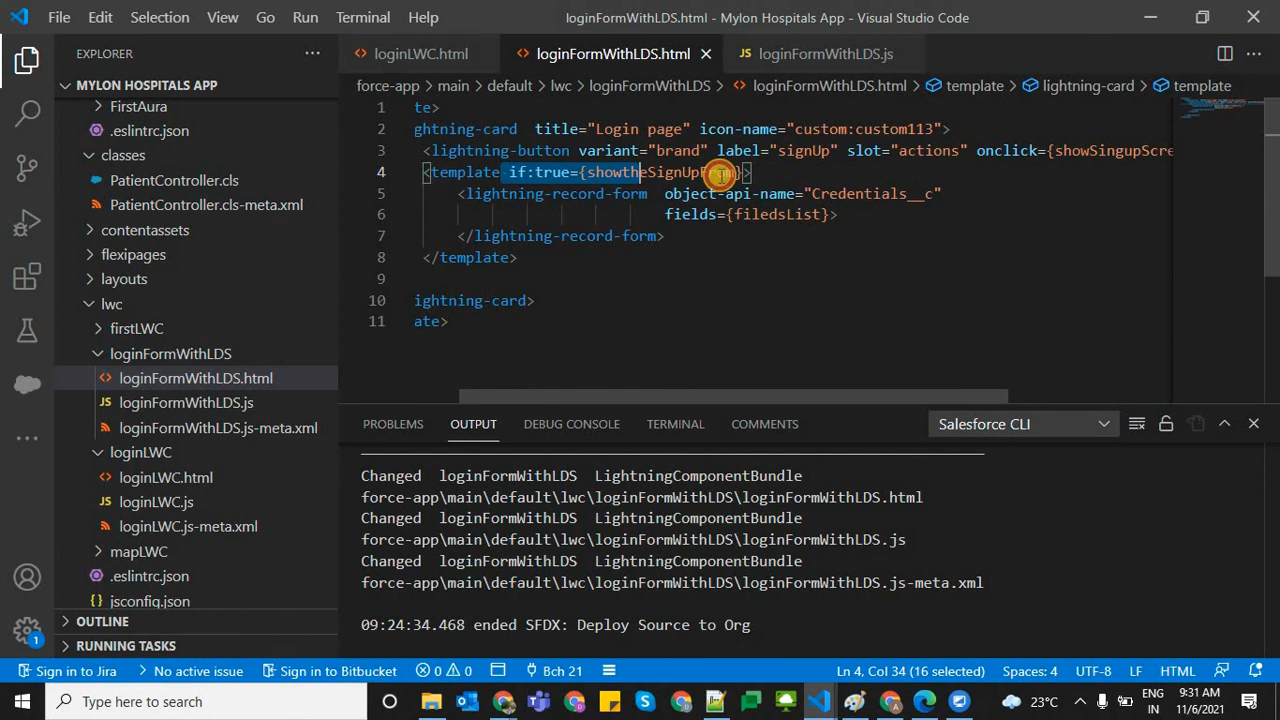 File Edit Selection View Go Run Terminal Help loginFormWithLDS.html - Mylon Hospitals App - Visual Studio Code
EXPLORER
loginLWC.html loginFormWithLDS.html loginFormWithLDS.js
MYLON HOSPITALS APP
force-app > main > default > lwc > loginFormWithLDS > loginFormWithLDS.html > template > lightning-card > template
FirstAura
.eslintrc.json
classes
PatientController.cls
PatientController.cls-meta.xml
contentassets
flexipages
layouts
lwc
firstLWC
loginFormWithLDS
loginFormWithLDS.html
loginFormWithLDS.js
loginFormWithLDS.js-meta.xml
loginLWC
loginLWC.html
loginLWC.js
loginLWC.js-meta.xml
mapLWC
.eslintrc.json
jsconfig.json
OUTLINE
RUNNING TASKS
1 te>
2 ghtning-card title="Login page" icon-name="custom:custom113">
3 <lightning-button variant="brand" label="signUp" slot="actions" onclick={showSingupScre
4 <template if:true={showtheSignUpFrom}>
5 <lightning-record-form object-api-name="Credentials__c"
6 fields={filedsList}>
7 </lightning-record-form>
8 </template>
9
10 ightning-card>
11 ate>
PROBLEMS OUTPUT DEBUG CONSOLE TERMINAL COMMENTS Salesforce CLI
Changed loginFormWithLDS LightningComponentBundle
force-app\main\default\lwc\loginFormWithLDS\loginFormWithLDS.html
Changed loginFormWithLDS LightningComponentBundle
force-app\main\default\lwc\loginFormWithLDS\loginFormWithLDS.js
Changed loginFormWithLDS LightningComponentBundle
force-app\main\default\lwc\loginFormWithLDS\loginFormWithLDS.js-meta.xml
09:24:34.468 ended SFDX: Deploy Source to Org
1
Sign in to Jira No active issue Sign in to Bitbucket 0 0 Bch 21 Ln 4, Col 34 (16 selected) Spaces: 4 UTF-8 LF HTML
Type here to search 23°C ENG IN 9:31 AM 11/6/2021